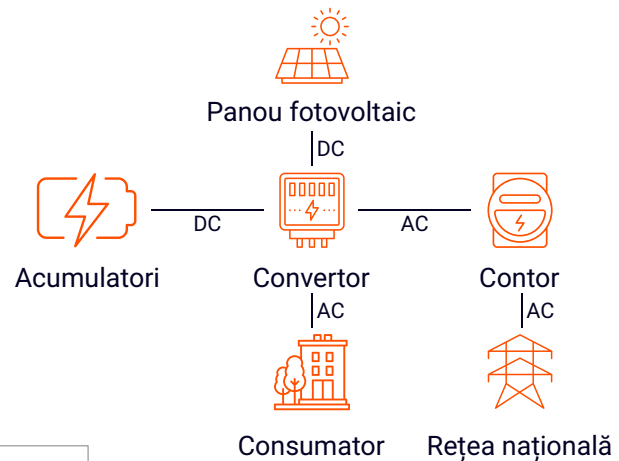 Panou fotovoltaic
DC
DC
AC
Acumulatori
Convertor
Contor
AC
AC
Consumator
Rețea națională